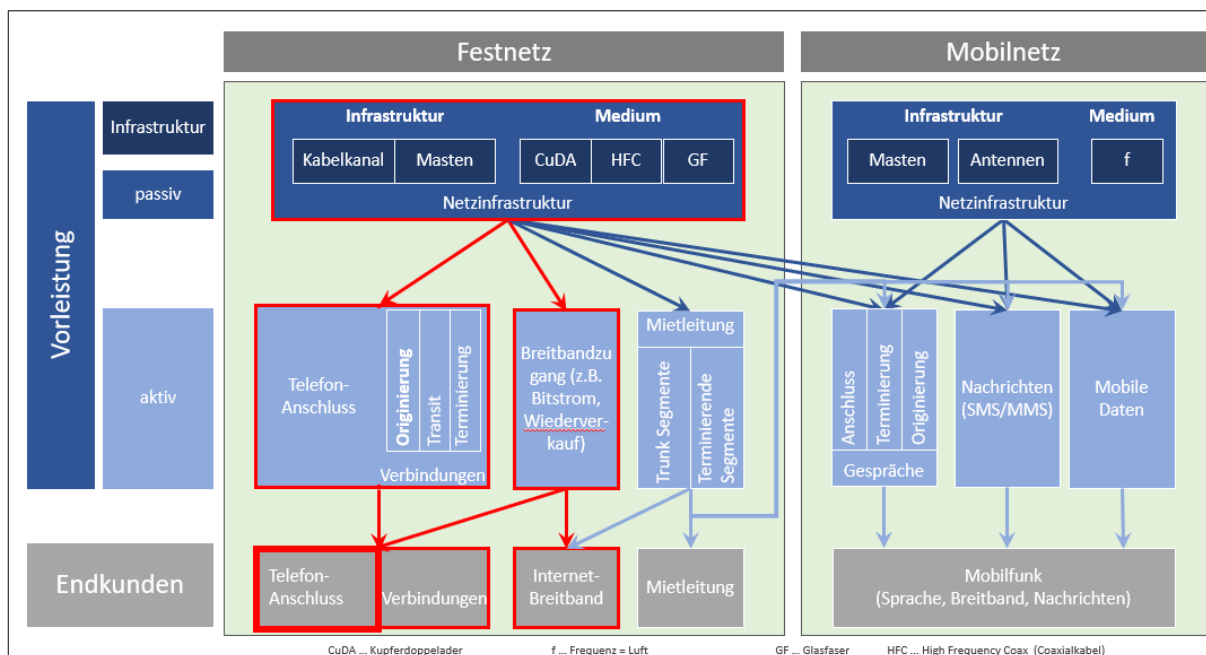 Festnetz
Mobilnetz
Vorleistung
Infrastruktur
passiv
aktiv
Infrastruktur
Medium
Kabelkanal
Masten
CuDA
HFC
GF
Netzinfrastruktur
Infrastruktur
Medium
Masten
Antennen
f
Netzinfrastruktur
Telefon-
Anschluss
Originierung
Transit
Terminierung
Verbindungen
Breitbandzu
gang (z.B.
Bitstrom,
Wiederver-
kauf)
Mietleitung
Trunk Segmente
Terminierende
Segmente
Anschluss
Terminierung
Originierung
Gespräche
Nachrichten
(SMS/MMS)
Mobile
Daten
Endkunden
Telefon-
Anschluss
Verbindungen
Internet-
Breitband
Mietleitung
Mobilfunk
(Sprache, Breitband, Nachrichten)
CuDA ... Kupferdoppelader
f ... Frequenz = Luft
GF ... Glasfaser
HFC ... High Frequency Coax (Coaxialkabel)